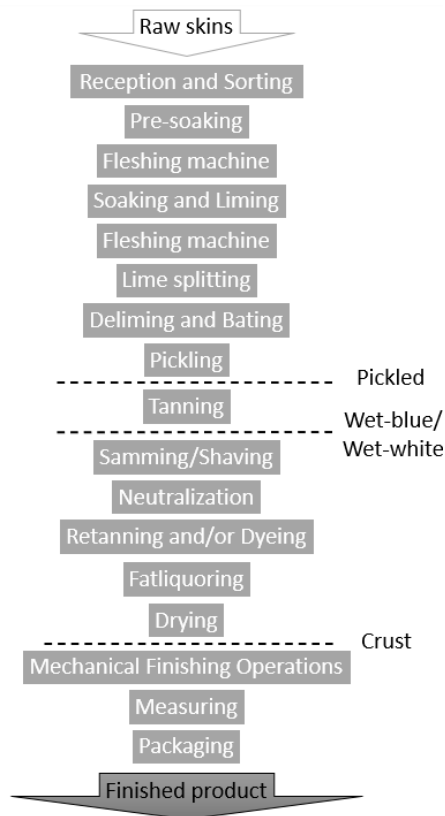 Raw skins
Reception and Sorting
Pre-soaking
Fleshing machine
Soaking and Liming
Fleshing machine
Lime splitting
Deliming and Bating
Pickling
Pickled
Tanning
Wet-blue/
Wet-white
Samming/Shaving
Neutralization
Retanning and/or Dyeing
Fatliquoring
Drying
Crust
Mechanical Finishing Operations
Measuring
Packaging
Finished product